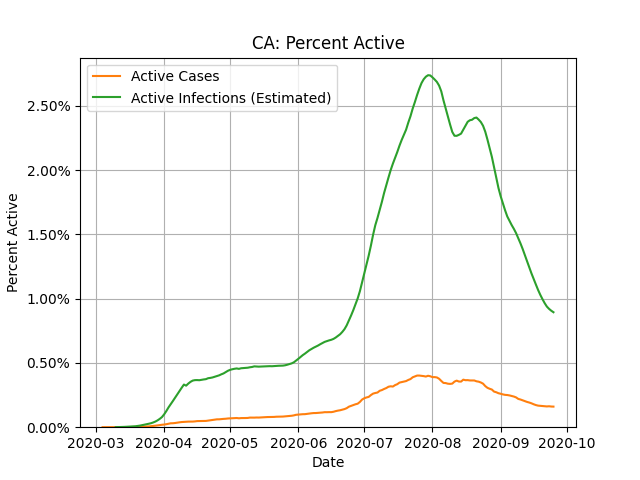 CA: Percent Active
Active Cases
Active Infections (Estimated)
Percent Active
2.50%
2.00%
1.50%
1.00%
0.50%
0.00%
2020-03 2020-04 2020-05 2020-06 2020-07 2020-08 2020-09 2020-10
Date